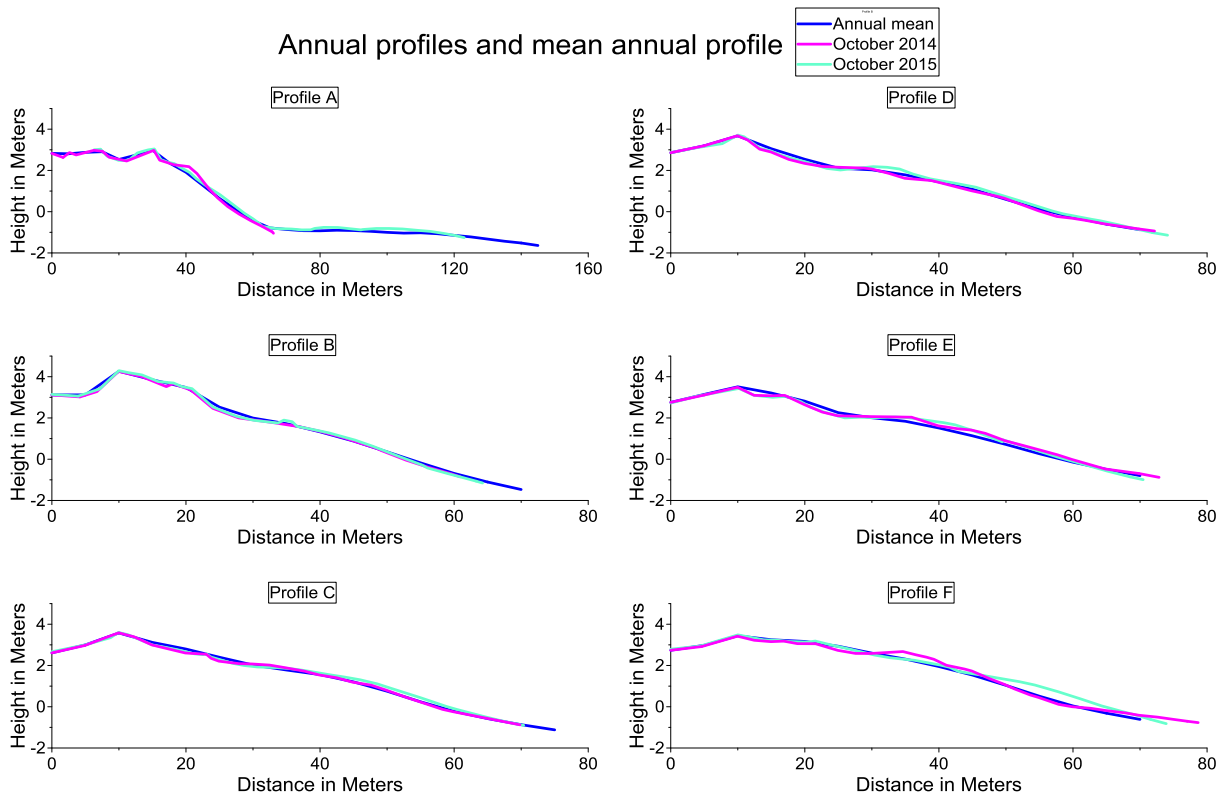 Annual profiles and mean annual profile
Profile B
Annual mean
October 2014
October 2015
Profile A
Height in Meters
4
2
0
-2
0 40 80 120 160
Distance in Meters
Profile D
Height in Meters
4
2
0
-2
0 20 40 60 80
Distance in Meters
Profile B
Height in Meters
4
2
0
-2
0 20 40 60 80
Distance in Meters
Profile E
Height in Meters
4
2
0
-2
0 20 40 60 80
Distance in Meters
Profile C
Height in Meters
4
2
0
-2
0 20 40 60 80
Distance in Meters
Profile F
Height in Meters
4
2
0
-2
0 20 40 60 80
Distance in Meters